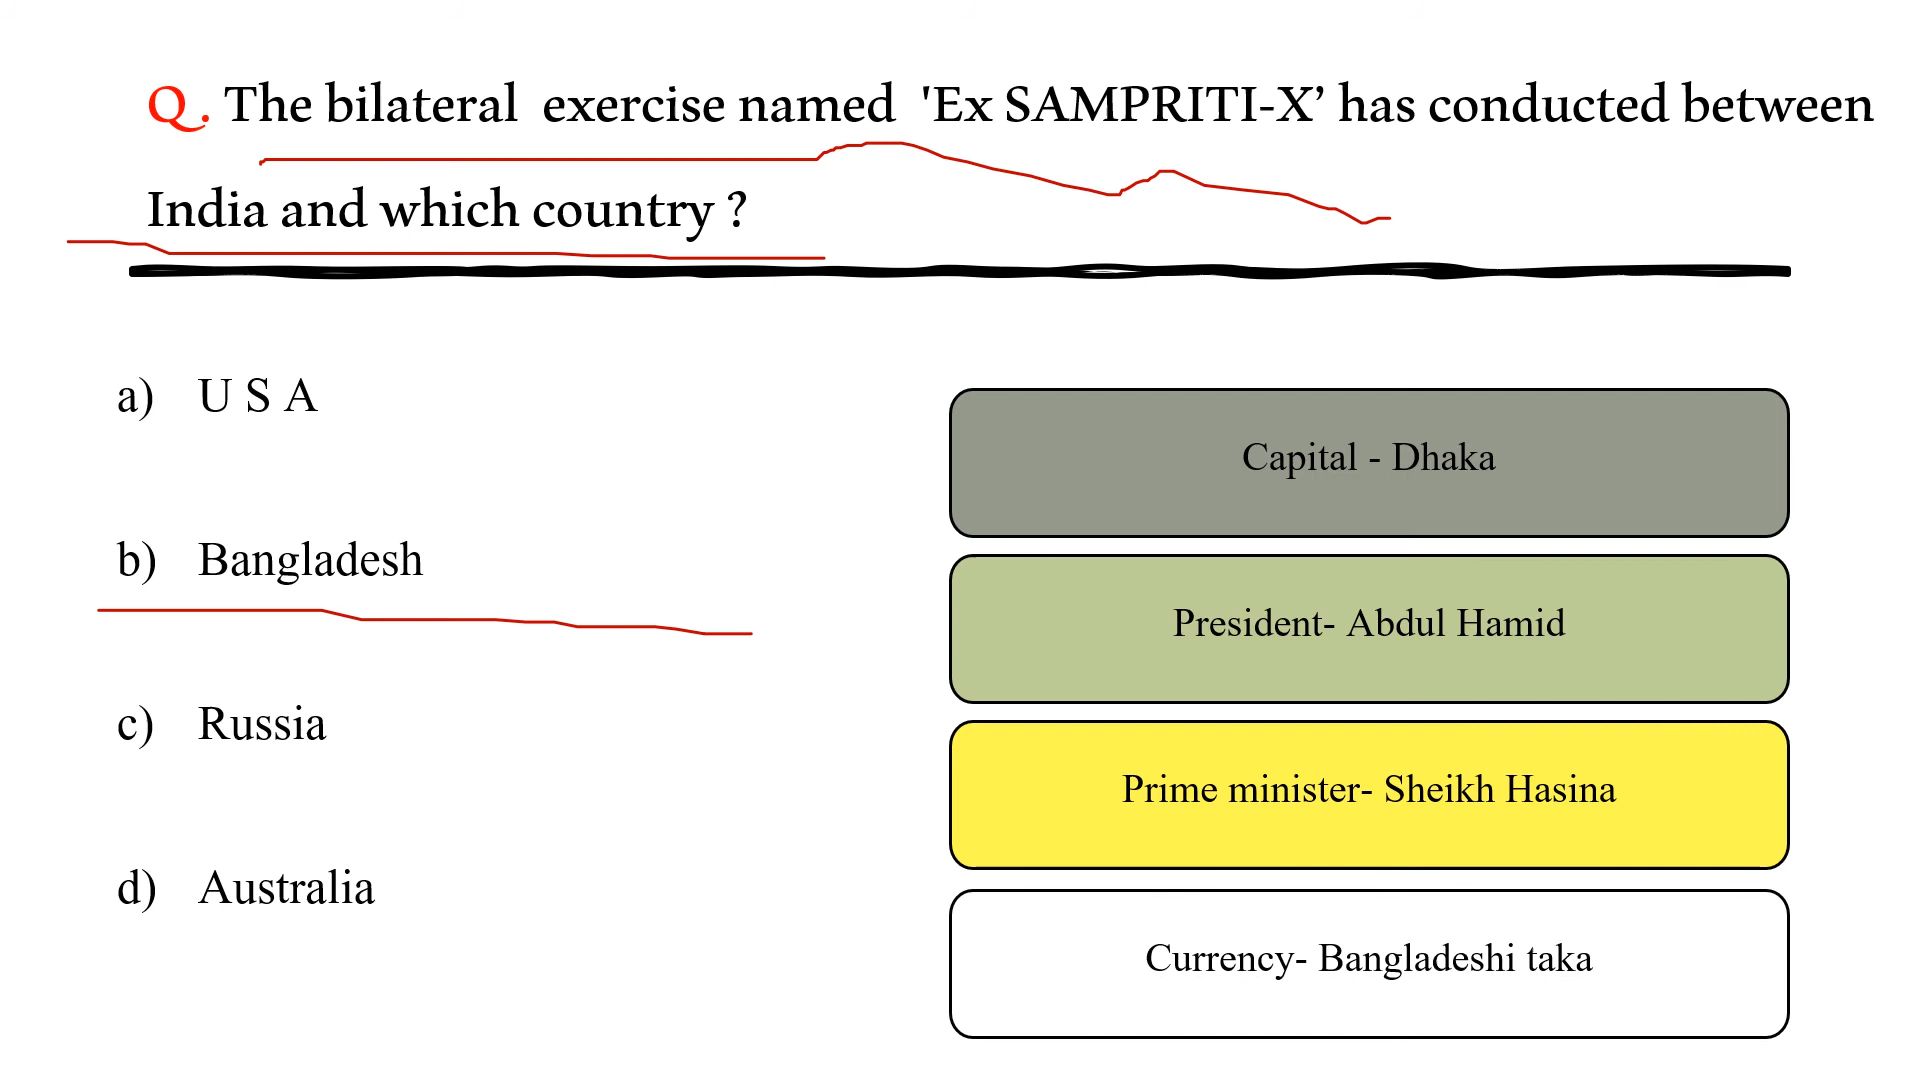 Q. The bilateral exercise named 'Ex SAMPRITI-X’ has conducted between
India and which country ?
a) U S A
b) Bangladesh
c) Russia
d) Australia
Capital - Dhaka
President- Abdul Hamid
Prime minister- Sheikh Hasina
Currency- Bangladeshi taka